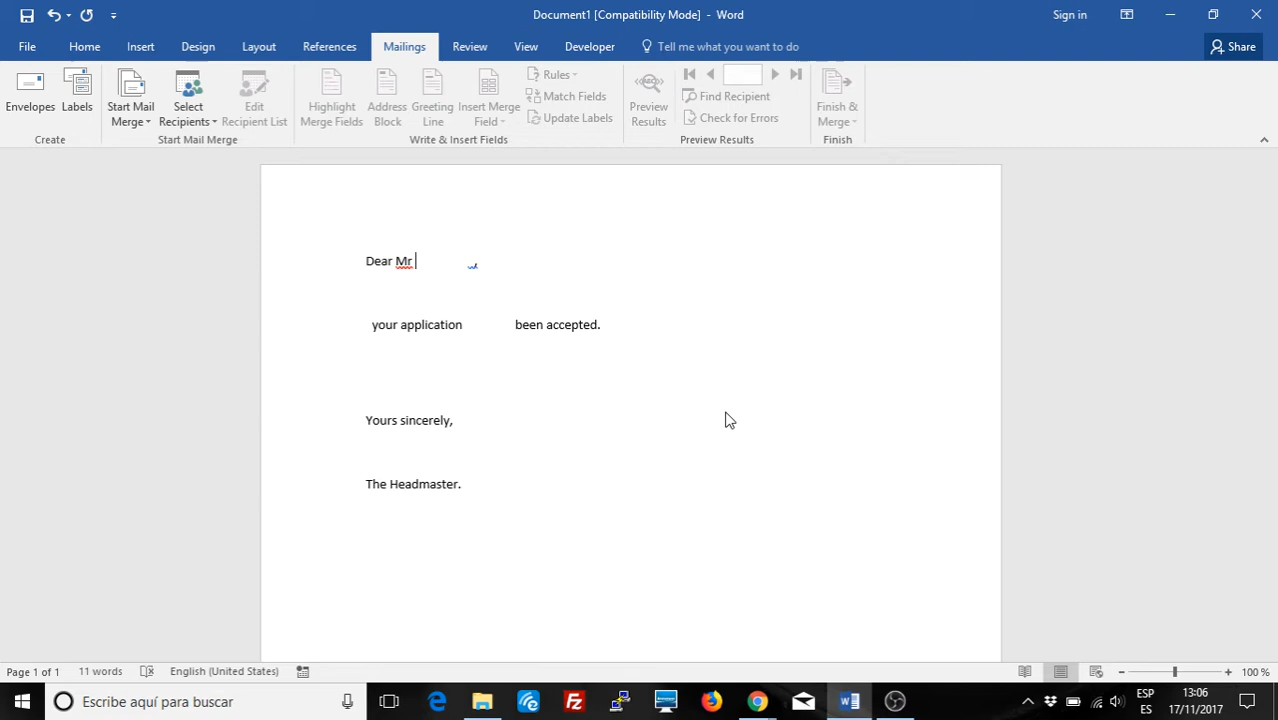 Document1 [Compatibility Mode] - Word
Sign in
File Home Insert Design Layout References Mailings Review View Developer Tell me what you want to do Share
Envelopes
Labels
Start Mail Merge
Select Recipients
Edit Recipient List
Highlight Merge Fields
Address Block
Greeting Line
Insert Merge Field
Rules
Match Fields
Update Labels
Preview Results
Find Recipient
Check for Errors
Finish & Merge
Create
Start Mail Merge
Write & Insert Fields
Preview Results
Finish
Dear Mr ,
your application been accepted.
Yours sincerely,
The Headmaster.
Page 1 of 1 11 words English (United States) 100 %
Escribe aquí para buscar
ESP 13:06
ES 17/11/2017